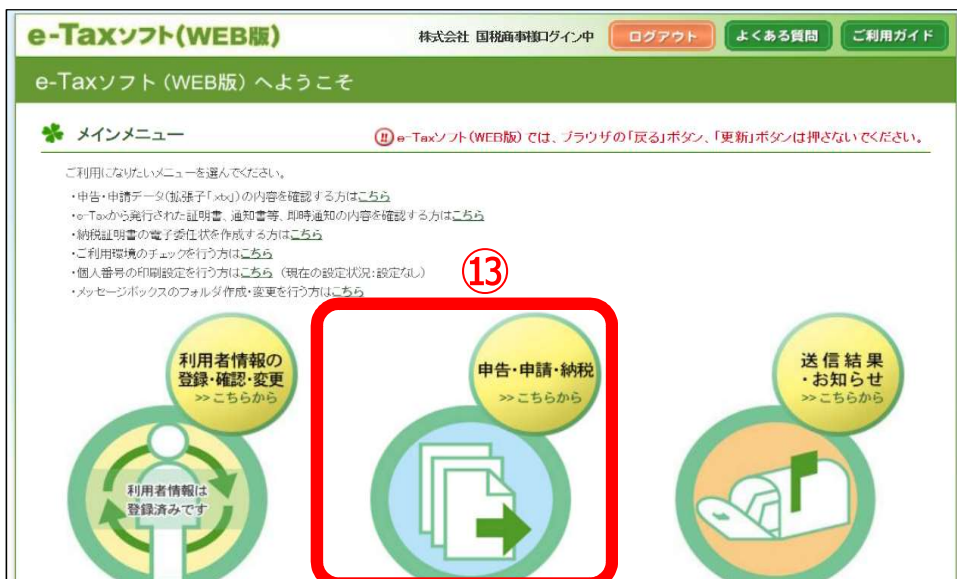 e-Taxソフト(WEB版)
株式会社 国税商事様ログイン中
ログアウト
よくある質問
ご利用ガイド
e-Taxソフト(WEB版)へようこそ
メインメニュー
!! e-Taxソフト(WEB版)では、ブラウザの「戻る」ボタン、「更新」ボタンは押さないでください。
ご利用になりたいメニューを選んでください。
・申告・申請データ(拡張子「.xtx」)の内容を確認する方はこちら
・e-Taxから発行された証明書、通知書等、即時通知の内容を確認する方はこちら
・納税証明書の電子委任状を作成する方はこちら
・ご利用環境のチェックを行う方はこちら
・個人番号の印刷設定を行う方はこちら (現在の設定状況:設定なし)
・メッセージボックスのフォルダ作成・変更を行う方はこちら
⑬
利用者情報の
登録・確認・変更
>>こちらから
利用者情報は
登録済みです
申告・申請・納税
>>こちらから
送信結果
・お知らせ
>>こちらから